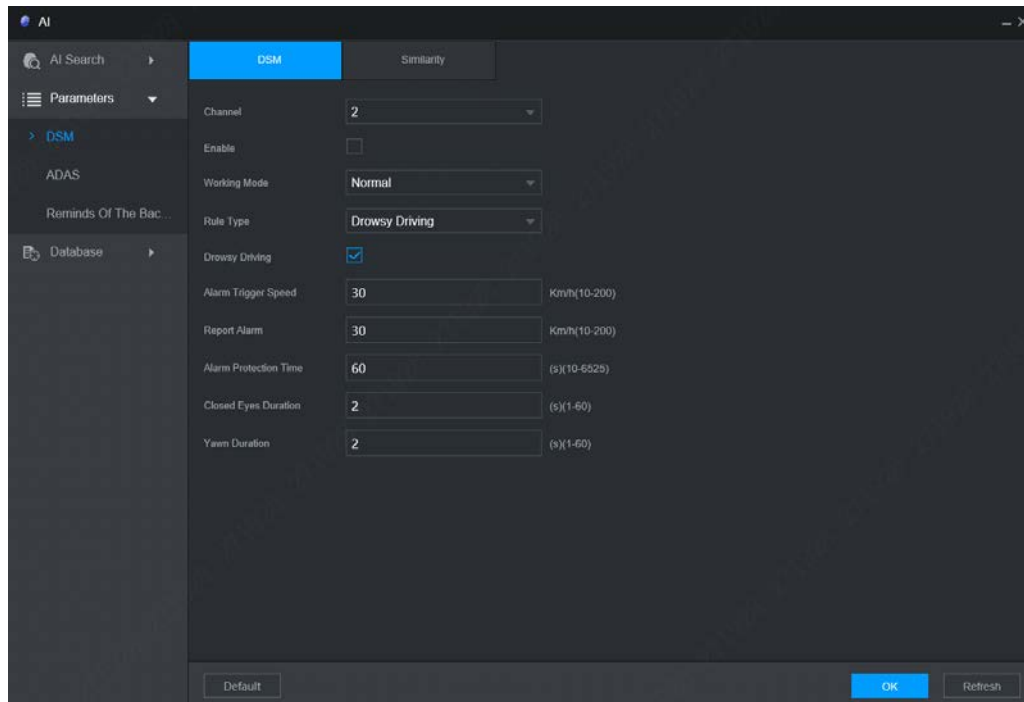 AI
AI Search
Parameters
DSM
ADAS
Reminds Of The Bac...
Database
DSM Similarity
Channel 2
Enable
Working Mode Normal
Rule Type Drowsy Driving
Drowsy Driving
Alarm Trigger Speed 30 Km/h(10-200)
Report Alarm 30 Km/h(10-200)
Alarm Protection Time 60 (s)(10-6525)
Closed Eyes Duration 2 (s)(1-60)
Yawn Duration 2 (s)(1-60)
Default OK Refresh